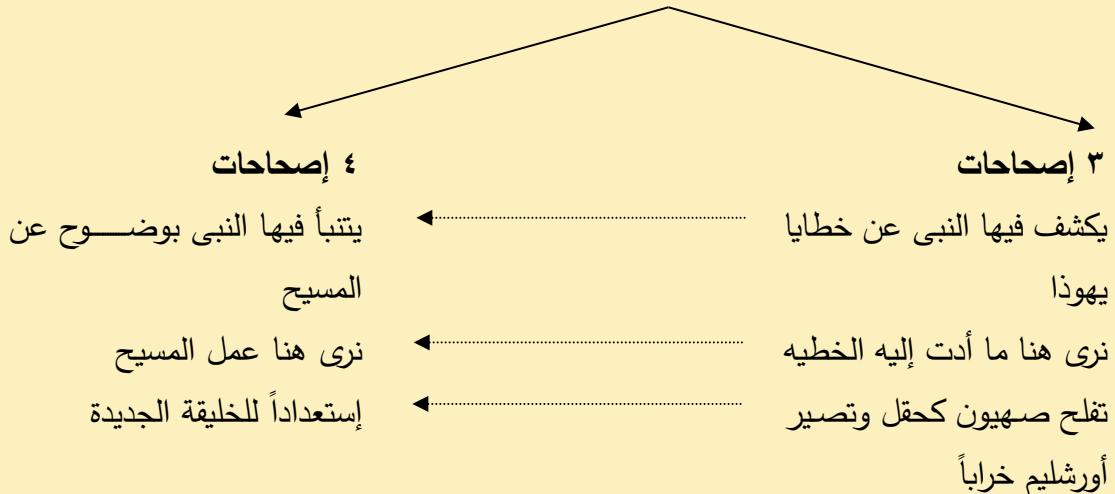 ٣ إصحاحات
يكشف فيها النبى عن خطايا
يهوذا
نرى هنا ما أدت إليه الخطيه
تفلح صهيون كحقل وتصير
أورشليم خراباً
٤ إصحاحات
يتنبأ فيها النبى بوضوح عن
المسيح
نرى هنا عمل المسيح
إستعداداً للخليقة الجديدة